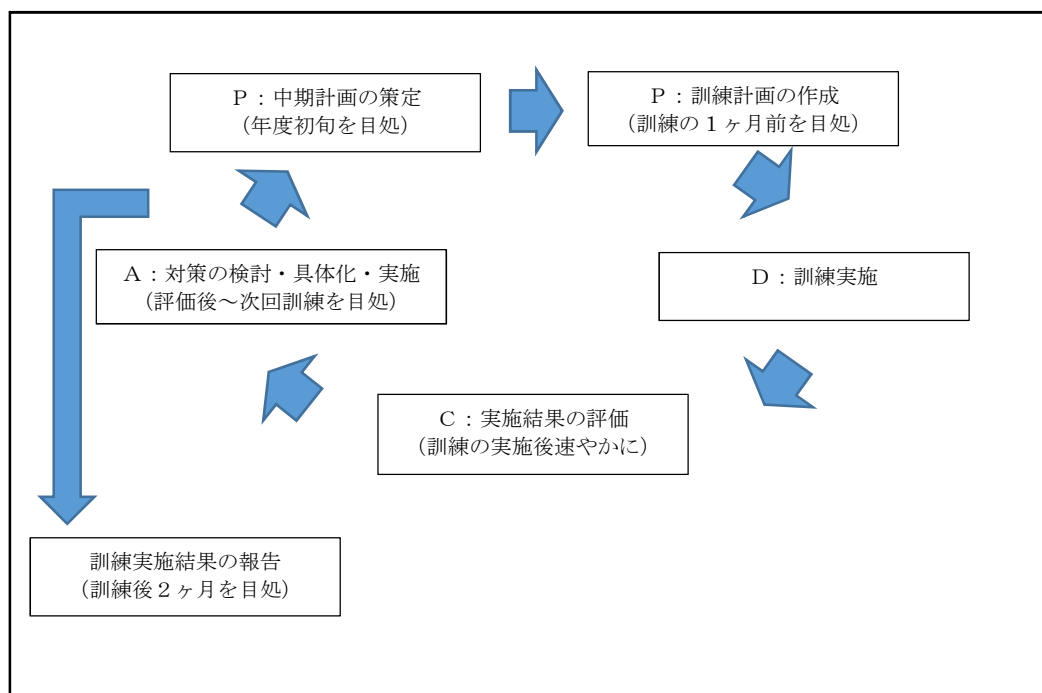 P：中期計画の策定
（年度初旬を目処）
P：訓練計画の作成
（訓練の１ヶ月前を目処）
A：対策の検討・具体化・実施
（評価後～次回訓練を目処）
D：訓練実施
C：実施結果の評価
（訓練の実施後速やかに）
訓練実施結果の報告
（訓練後２ヶ月を目処）